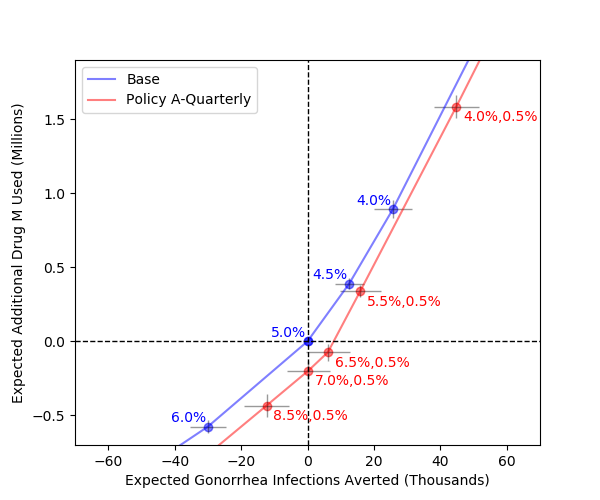 Base
Policy A-Quarterly
Expected Additional Drug M Used (Millions)
1.5
1.0
0.5
0.0
−0.5
4.0%,0.5%
4.0%
4.5%
5.5%,0.5%
5.0%
6.5%,0.5%
7.0%,0.5%
6.0%
8.5%,0.5%
−60 −40 −20 0 20 40 60
Expected Gonorrhea Infections Averted (Thousands)